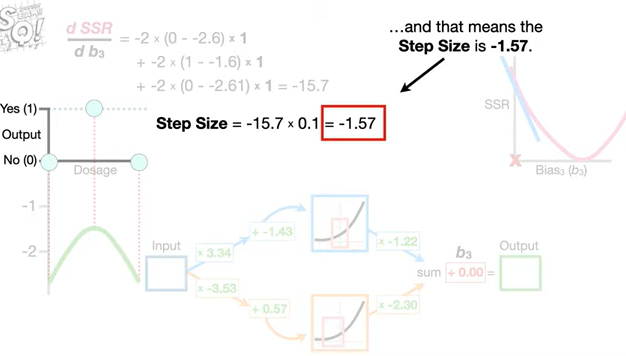 SQ!
d SSR
d b3
= -2 × (0 - -2.6) × 1
+ -2 × (1 - -1.6) × 1
+ -2 × (0 - -2.61) × 1 = -15.7
…and that means the
Step Size is -1.57.
Step Size = -15.7 × 0.1 = -1.57
Yes (1)
Output
No (0)
Dosage
-1
-2
SSR
Bias3 (b3)
Input
× 3.34
+ -1.43
× -1.22
× -3.53
+ 0.57
× -2.30
b3
sum + 0.00 =
Output